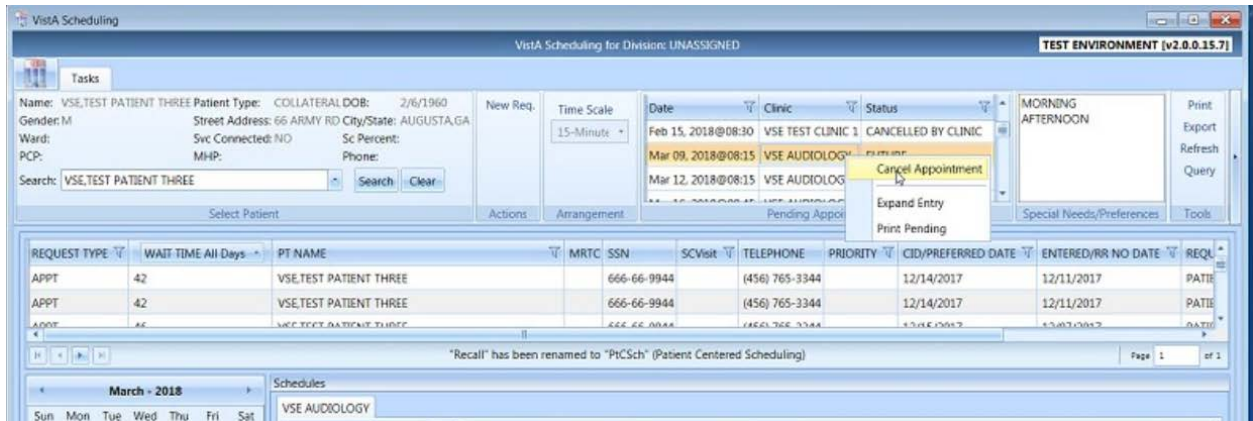 VistA Scheduling
VistA Scheduling for Division: UNASSIGNED
TEST ENVIRONMENT [v2.0.0.15.7]
Tasks
Name: VSE,TEST PATIENT THREE Patient Type: COLLATERAL DOB: 2/6/1960
Gender: M Street Address: 66 ARMY RD City/State: AUGUSTA,GA
Ward: Svc Connected: NO Sc Percent:
PCP: MHP: Phone:
Search: VSE,TEST PATIENT THREE Search Clear
Select Patient
New Req.
Actions
Time Scale
15-Minute
Arrangement
Date Clinic Status
Feb 15, 2018@08:30 VSE TEST CLINIC 1 CANCELLED BY CLINIC
Mar 09, 2018@08:15 VSE AUDIOLOGY FUTURE
Mar 12, 2018@08:15 VSE AUDIOLOG
Pending Appoi
Cancel Appointment
Expand Entry
Print Pending
MORNING
AFTERNOON
Special Needs/Preferences
Print
Export
Refresh
Query
Tools
REQUEST TYPE WAIT TIME All Days PT NAME MRTC SSN SCVisit TELEPHONE PRIORITY CID/PREFERRED DATE ENTERED/RR NO DATE REQU
APPT 42 VSE,TEST PATIENT THREE 666-66-9944 (456) 765-3344 12/14/2017 12/11/2017 PATIE
APPT 42 VSE,TEST PATIENT THREE 666-66-9944 (456) 765-3344 12/14/2017 12/11/2017 PATIE
"Recall" has been renamed to "PtCSch" (Patient Centered Scheduling)
Page 1 of 1
March - 2018
Sun Mon Tue Wed Thu Fri Sat
Schedules
VSE AUDIOLOGY